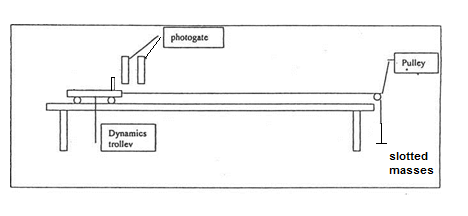 photogate
Pulley
Dynamics
trolley
slotted
masses